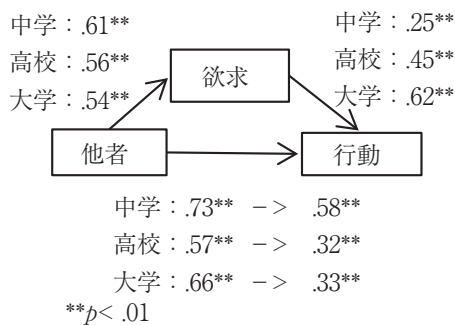 中学：.61**
高校：.56**
大学：.54**
中学：.25**
高校：.45**
大学：.62**
欲求
他者
行動
中学：.73** －> .58**
高校：.57** －> .32**
大学：.66** －> .33**
**p< .01